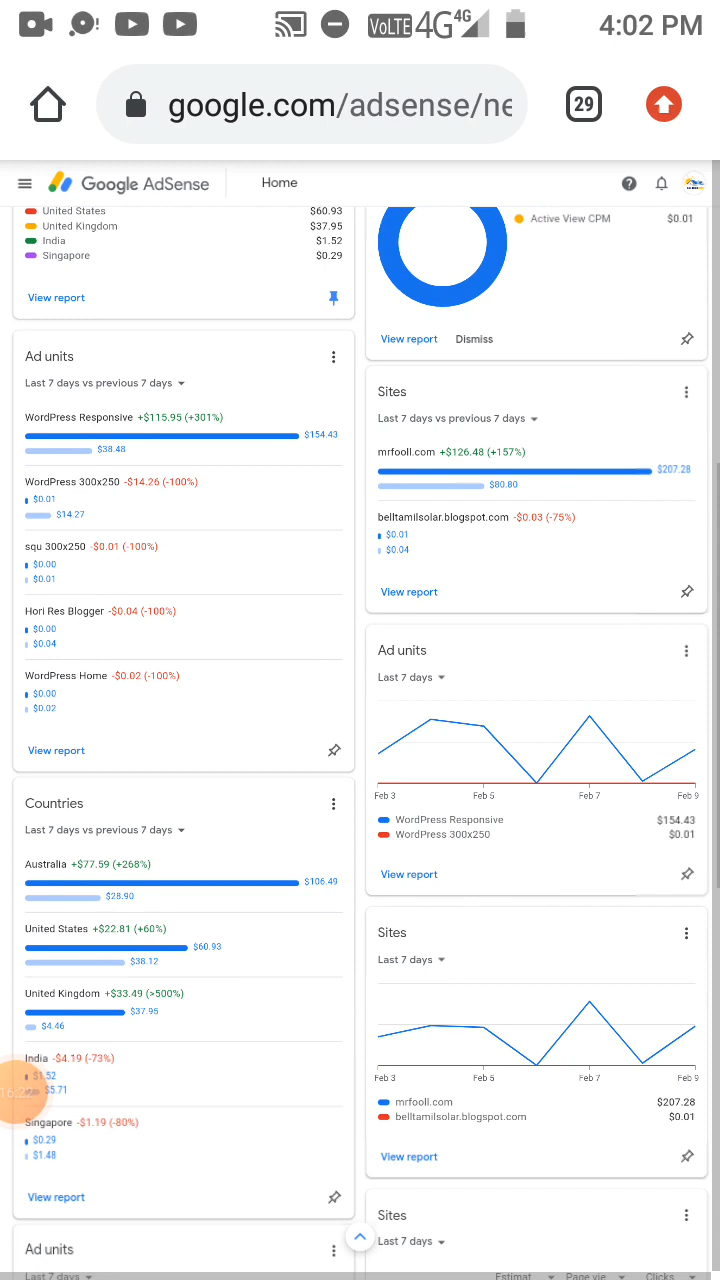 VoLTE 4G 4G 4:02 PM
google.com/adsense/ne
29
Google AdSense Home
United States $60.93
United Kingdom $37.95
India $1.52
Singapore $0.29
View report
Ad units
Last 7 days vs previous 7 days
WordPress Responsive +$115.95 (+301%)
$154.43
$38.48
WordPress 300x250 -$14.26 (-100%)
$0.01
$14.27
squ 300x250 -$0.01 (-100%)
$0.00
$0.01
Hori Res Blogger -$0.04 (-100%)
$0.00
$0.04
WordPress Home -$0.02 (-100%)
$0.00
$0.02
View report
Countries
Last 7 days vs previous 7 days
Australia +$77.59 (+268%)
$106.49
$28.90
United States +$22.81 (+60%)
$60.93
$38.12
United Kingdom +$33.49 (>500%)
$37.95
$4.46
India -$4.19 (-73%)
$1.52
$5.71
16:22
Singapore -$1.19 (-80%)
$0.29
$1.48
View report
Ad units
Last 7 days
Active View CPM $0.01
View report Dismiss
Sites
Last 7 days vs previous 7 days
mrfooll.com +$126.48 (+157%)
$207.28
$80.80
belltamilsolar.blogspot.com -$0.03 (-75%)
$0.01
$0.04
View report
Ad units
Last 7 days
Feb 3 Feb 5 Feb 7 Feb 9
WordPress Responsive $154.43
WordPress 300x250 $0.01
View report
Sites
Last 7 days
Feb 3 Feb 5 Feb 7 Feb 9
mrfooll.com $207.28
belltamilsolar.blogspot.com $0.01
View report
Sites
Last 7 days
Estimat Page vie Clicks